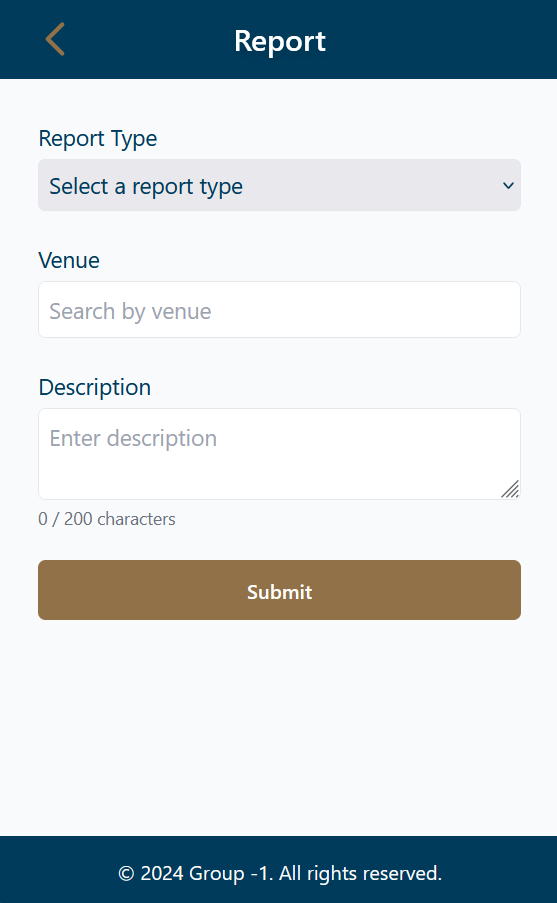 Report
Report Type
Select a report type
Venue
Search by venue
Description
Enter description
0 / 200 characters
Submit
© 2024 Group -1. All rights reserved.